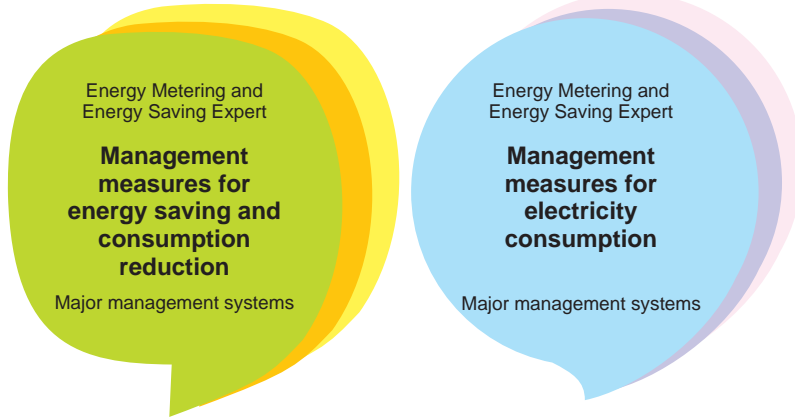 Energy Metering and
Energy Saving Expert
Management
measures for
energy saving and
consumption
reduction
Major management systems
Energy Metering and
Energy Saving Expert
Management
measures for
electricity
consumption
Major management systems